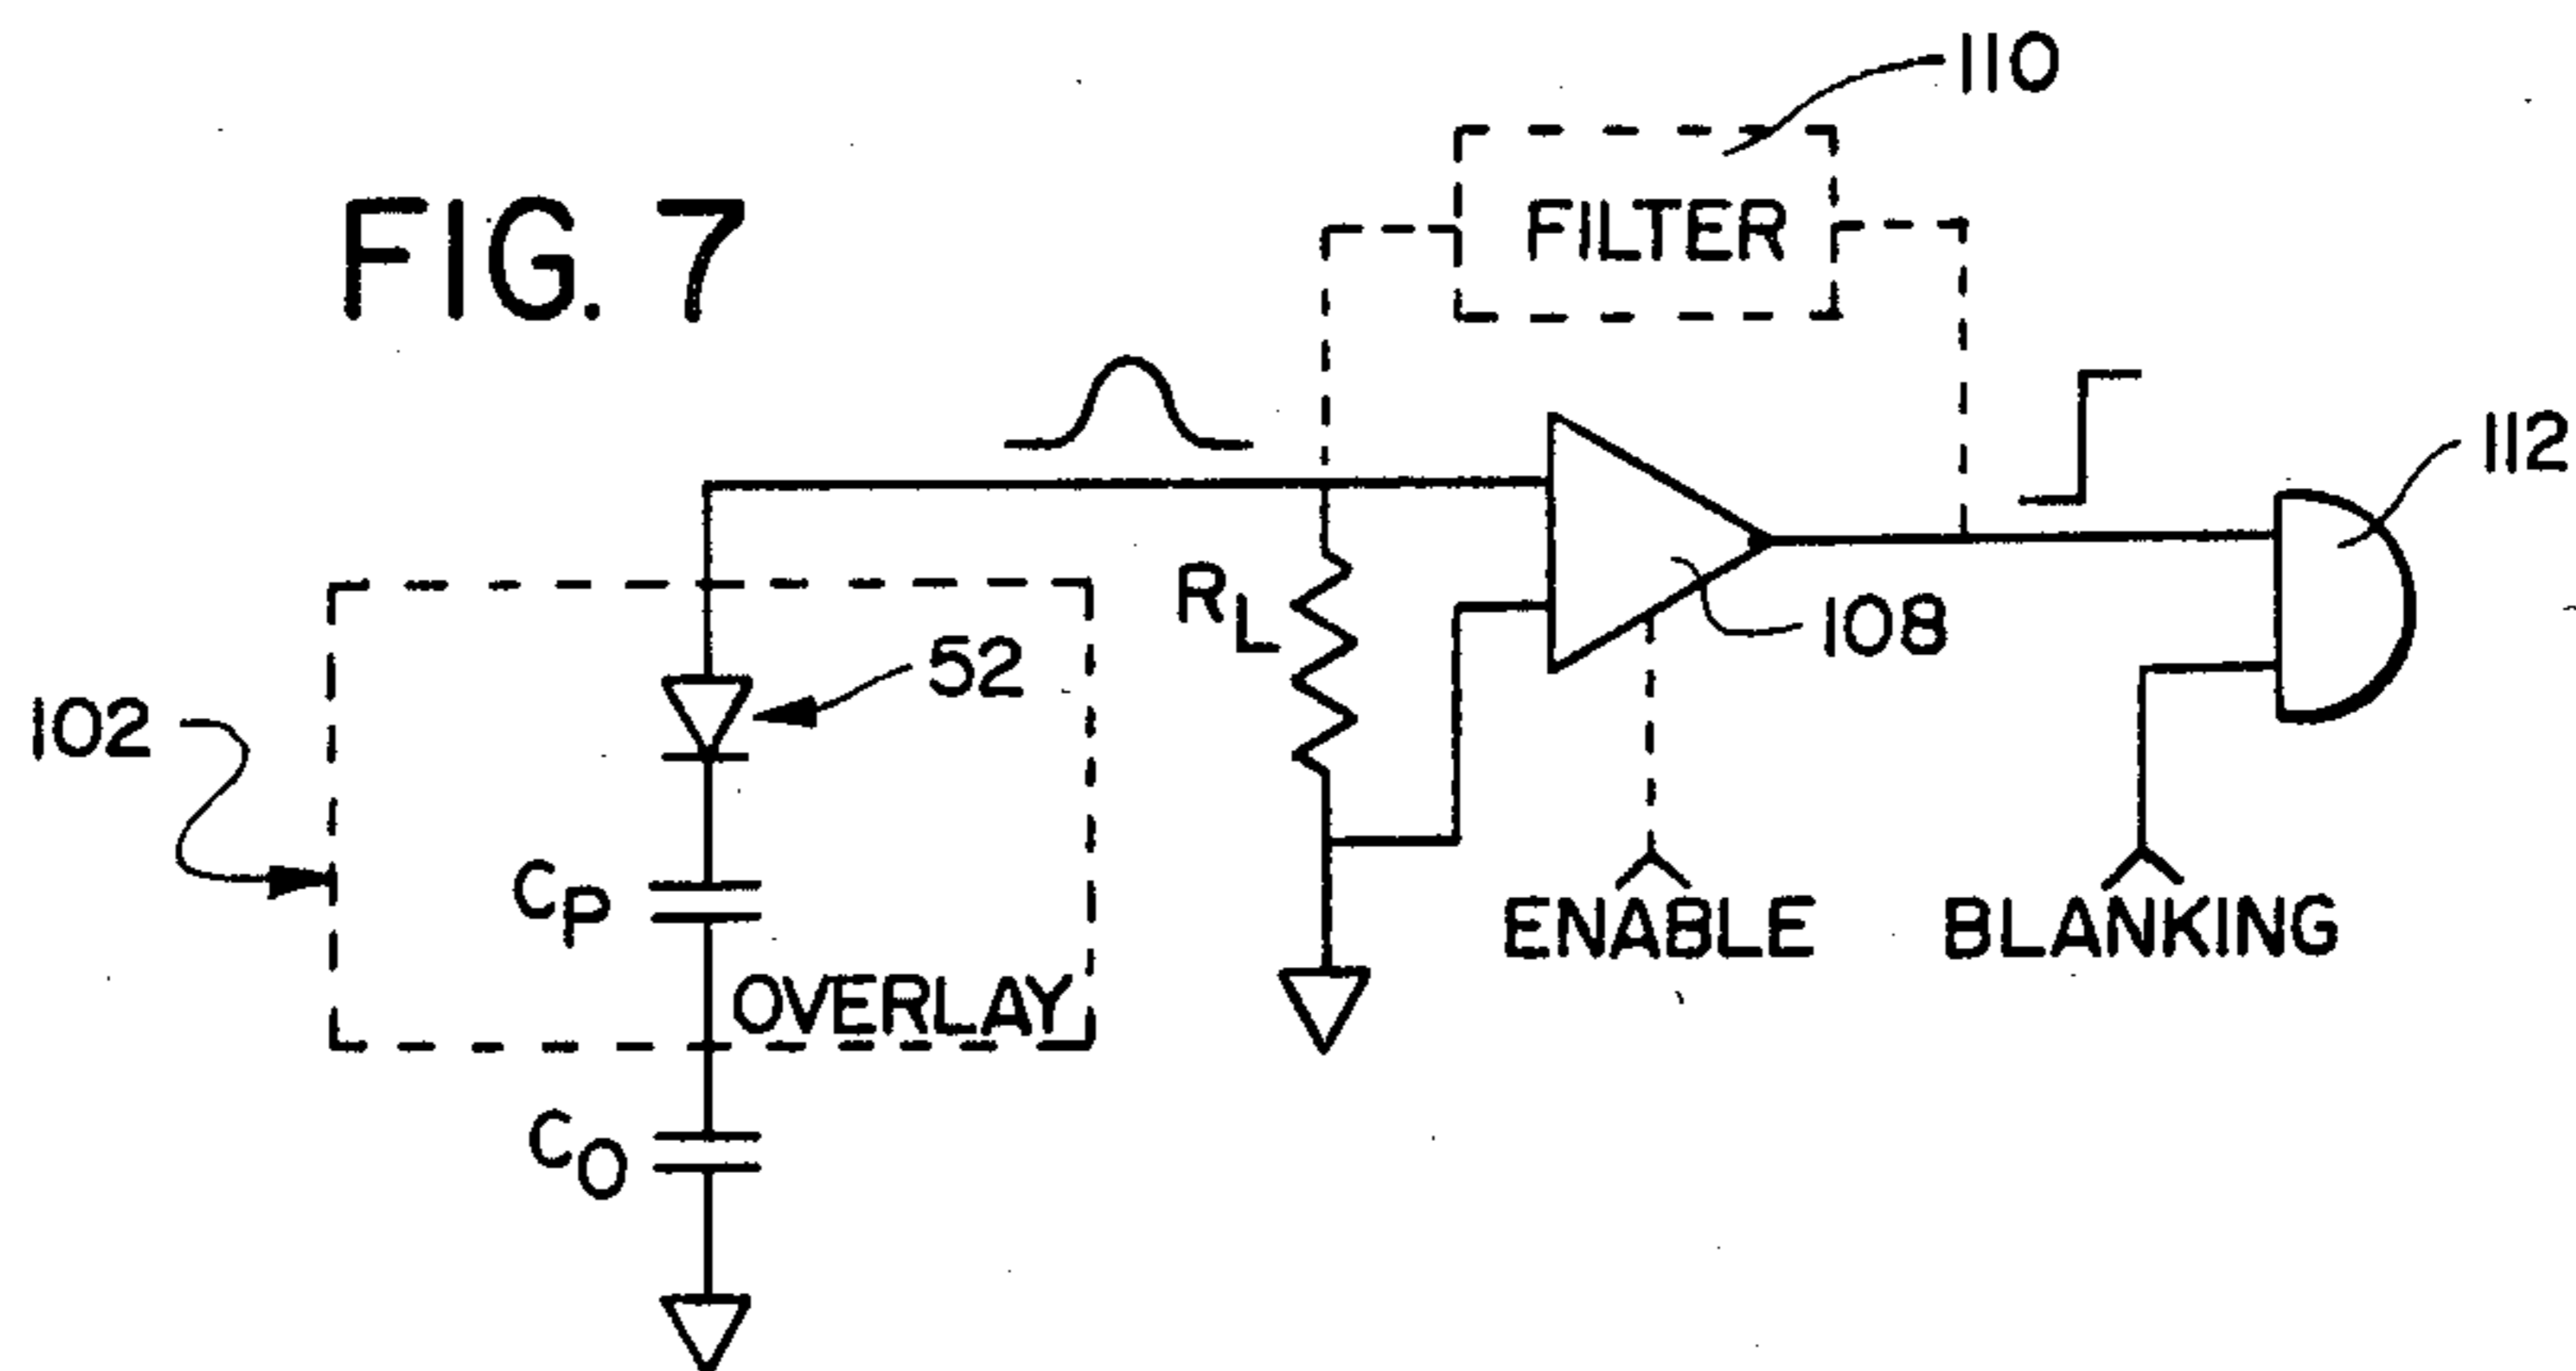 FIG. 7
110
FILTER
112
R_L
108
52
102
C_P
ENABLE
BLANKING
OVERLAY
C_O